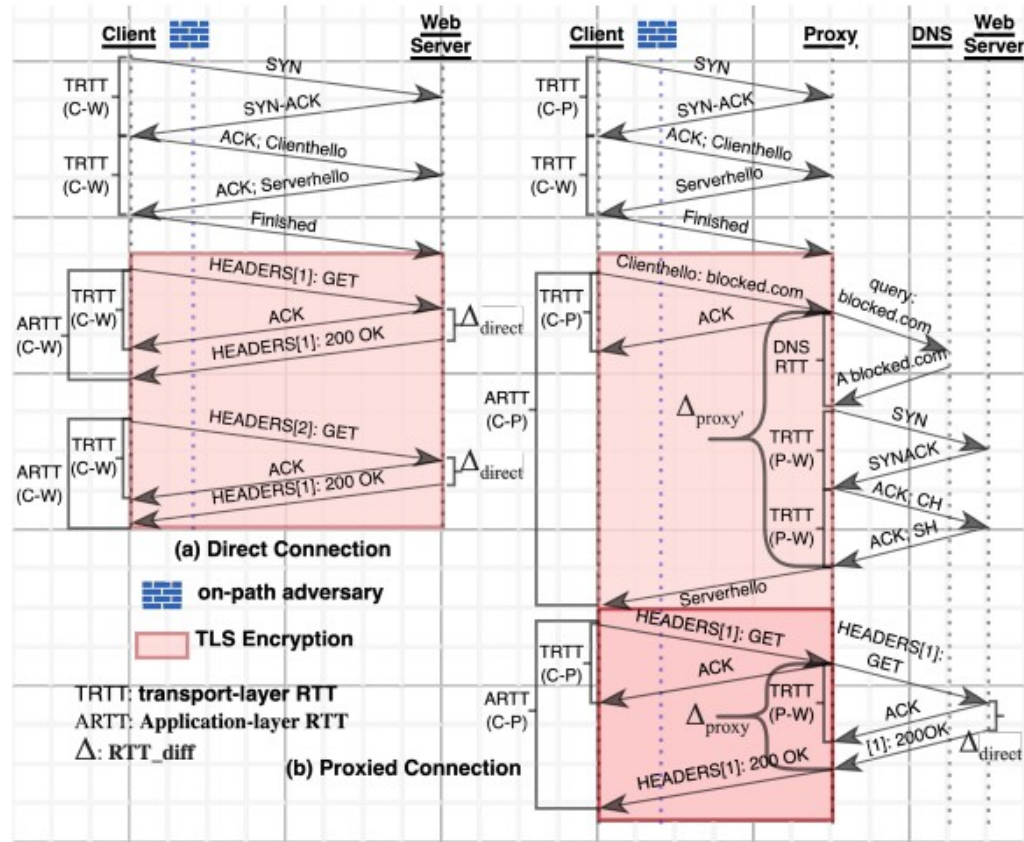 Client
Web
Server
TRTT
(C-W)
SYN
SYN-ACK
TRTT
(C-W)
ACK; Clienthello
ACK; Serverhello
Finished
HEADERS[1]: GET
TRTT
(C-W)
ARTT
(C-W)
ACK
HEADERS[1]: 200 OK
Δdirect
HEADERS[2]: GET
TRTT
(C-W)
ARTT
(C-W)
ACK
HEADERS[1]: 200 OK
Δdirect
(a) Direct Connection
on-path adversary
TLS Encryption
TRTT: transport-layer RTT
ARTT: Application-layer RTT
Δ: RTT_diff
Client
Proxy
DNS
Web
Server
TRTT
(C-P)
SYN
SYN-ACK
TRTT
(C-W)
ACK; Clienthello
Serverhello
Finished
Clienthello: blocked.com
TRTT
(C-P)
ACK
ARTT
(C-P)
query:
blocked.com
DNS
RTT
A blocked.com
Δproxy'
SYN
TRTT
(P-W)
SYNACK
ACK; CH
TRTT
(P-W)
ACK; SH
Serverhello
HEADERS[1]: GET
TRTT
(C-P)
ACK
ARTT
(C-P)
HEADERS[1]:
GET
TRTT
(P-W)
Δproxy
ACK
[1]: 200OK
Δdirect
HEADERS[1]: 200 OK
(b) Proxied Connection